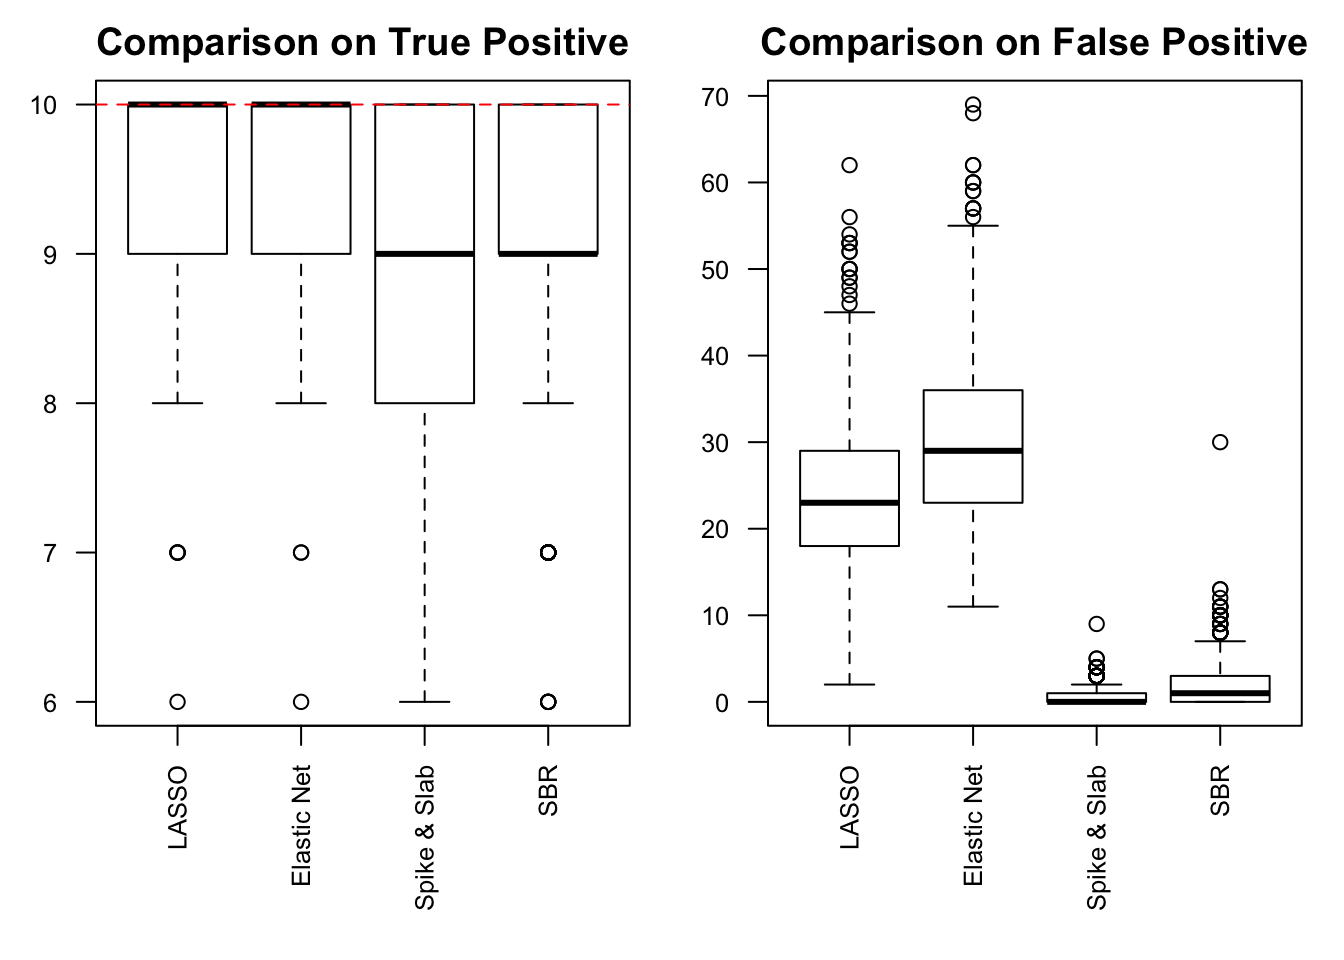 Comparison on True Positive
10
9
8
7
6
LASSO
Elastic Net
Spike & Slab
SBR
Comparison on False Positive
70
60
50
40
30
20
10
0
LASSO
Elastic Net
Spike & Slab
SBR